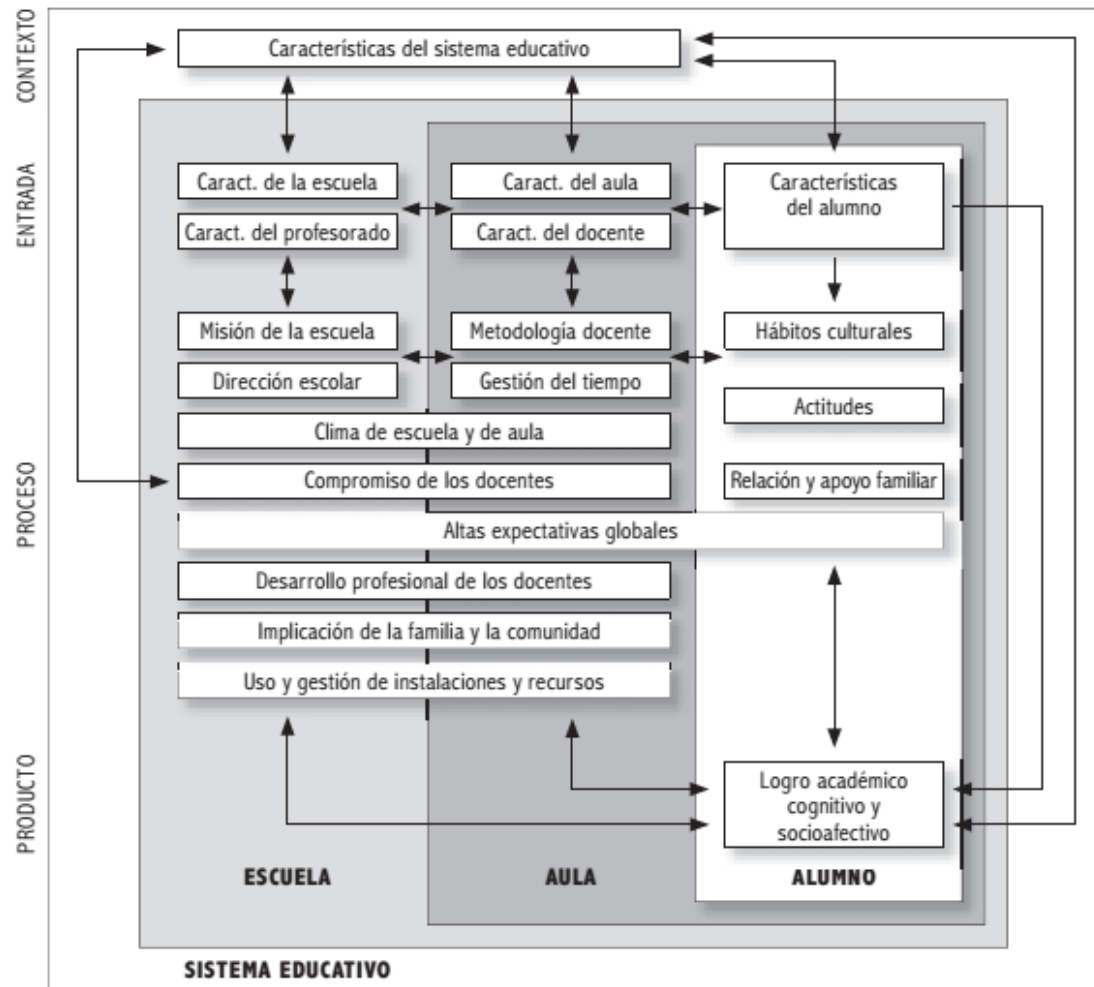 CONTEXTO
Características del sistema educativo
ENTRADA
Caract. de la escuela
Caract. del aula
Características
del alumno
Caract. del profesorado
Caract. del docente
PROCESO
Misión de la escuela
Metodología docente
Hábitos culturales
Dirección escolar
Gestión del tiempo
Actitudes
Clima de escuela y de aula
Compromiso de los docentes
Relación y apoyo familiar
Altas expectativas globales
Desarrollo profesional de los docentes
Implicación de la familia y la comunidad
Uso y gestión de instalaciones y recursos
PRODUCTO
Logro académico
cognitivo y
socioafectivo
ESCUELA
AULA
ALUMNO
SISTEMA EDUCATIVO